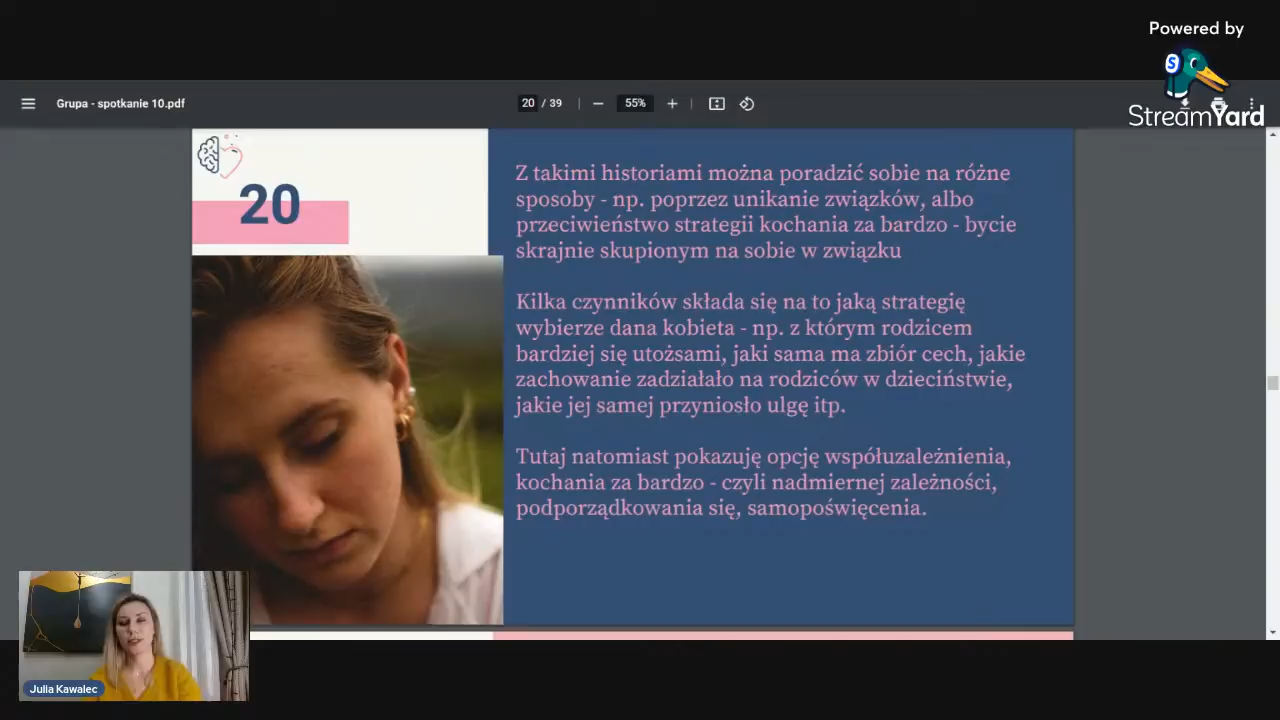 Powered by
StreamYard
Grupa - spotkanie 10.pdf
20 / 39
55%
20
Z takimi historiami można poradzić sobie na różne
sposoby - np. poprzez unikanie związków, albo
przeciwieństwo strategii kochania za bardzo - bycie
skrajnie skupionym na sobie w związku
Kilka czynników składa się na to jaką strategię
wybierze dana kobieta - np. z którym rodzicem
bardziej się utożsami, jaki sama ma zbiór cech, jakie
zachowanie zadziałało na rodziców w dzieciństwie,
jakie jej samej przyniosło ulgę itp.
Tutaj natomiast pokazuję opcję współuzależnienia,
kochania za bardzo - czyli nadmiernej zależności,
podporządkowania się, samopoświęcenia.
Julia Kawalec